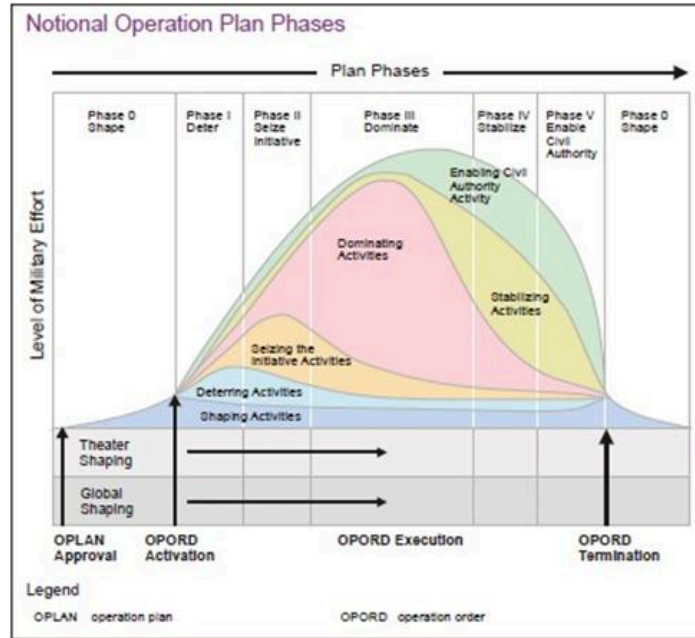 Notional Operation Plan Phases
Plan Phases
Phase 0
Shape
Phase I
Deter
Phase II
Seize
Initiative
Phase III
Dominate
Phase IV
Stabilize
Phase V
Enable
Civil
Authority
Phase 0
Shape
Level of Military Effort
Enabling Civil
Authority
Activity
Dominating
Activities
Stabilizing
Activities
Seizing the
Initiative Activities
Deterring Activities
Shaping Activities
Theater
Shaping
Global
Shaping
OPLAN
Approval
OPORD
Activation
OPORD Execution
OPORD
Termination
Legend
OPLAN operation plan
OPORD operation order